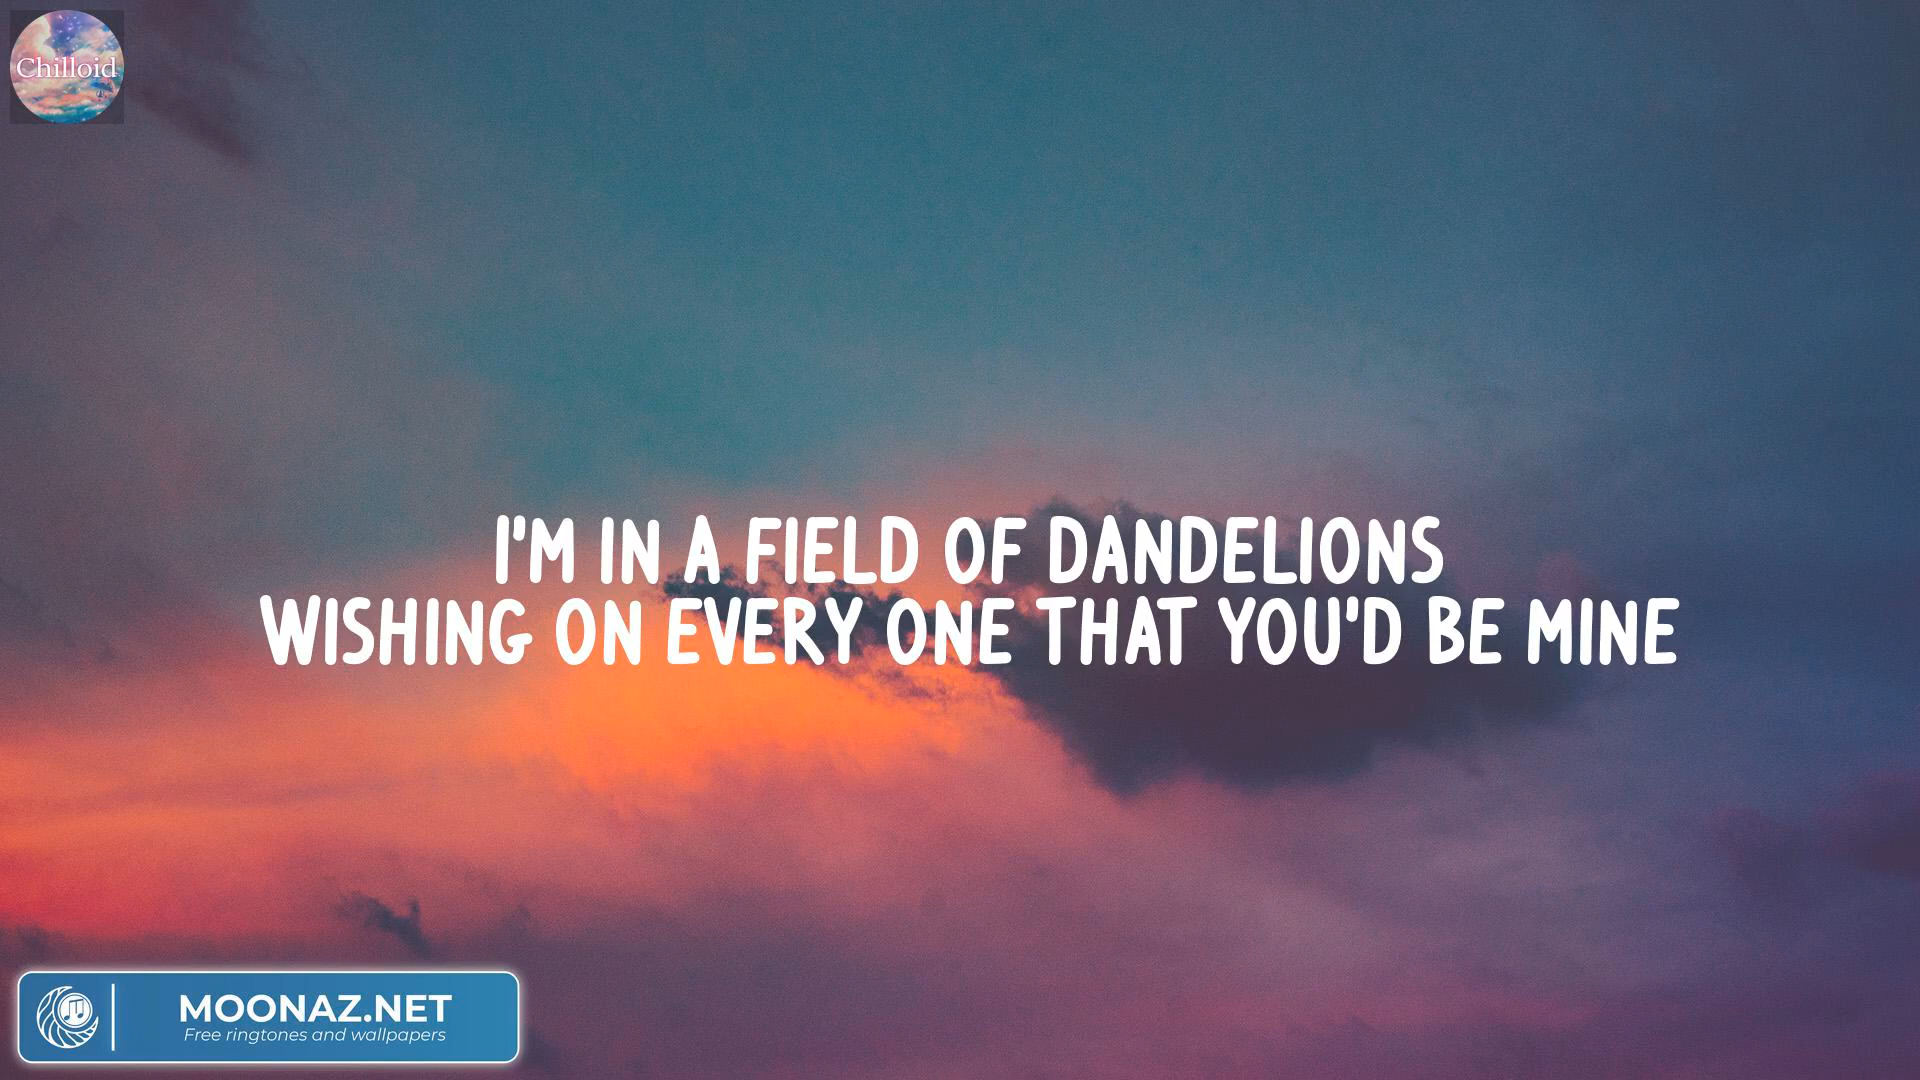 Chilloid
I'M IN A FIELD OF DANDELIONS
WISHING ON EVERY ONE THAT YOU'D BE MINE
MOONAZ.NET
Free ringtones and wallpapers